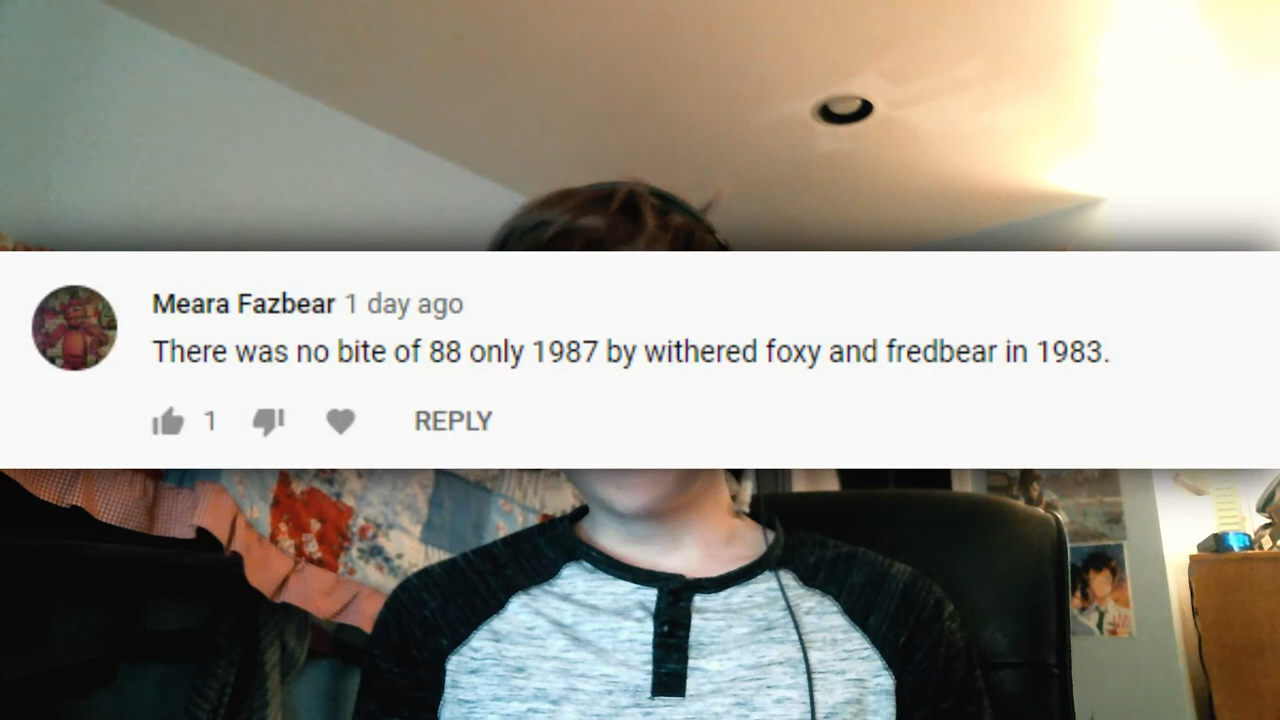 Meara Fazbear 1 day ago
There was no bite of 88 only 1987 by withered foxy and fredbear in 1983.
1 REPLY